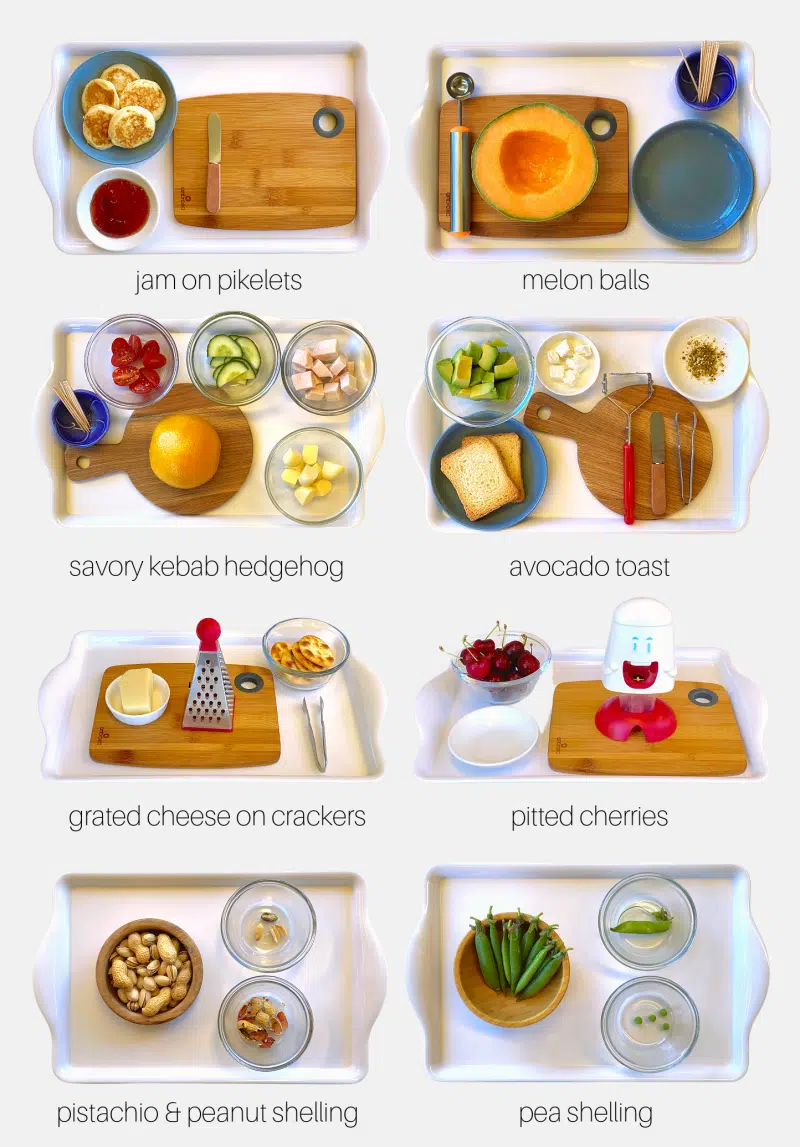 jam on pikelets
melon balls
savory kebab hedgehog
avocado toast
grated cheese on crackers
pitted cherries
pistachio & peanut shelling
pea shelling